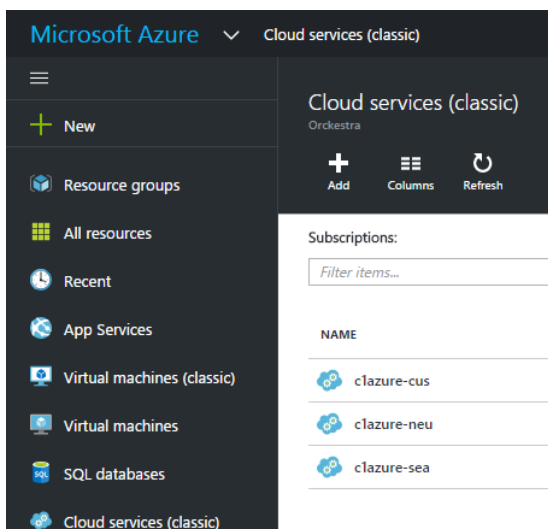 Microsoft Azure Cloud services (classic)
New
Resource groups
All resources
Recent
App Services
Virtual machines (classic)
Virtual machines
SQL databases
Cloud services (classic)
Cloud services (classic)
Orckestra
Add Columns Refresh
Subscriptions:
Filter items...
NAME
c1azure-cus
c1azure-neu
c1azure-sea